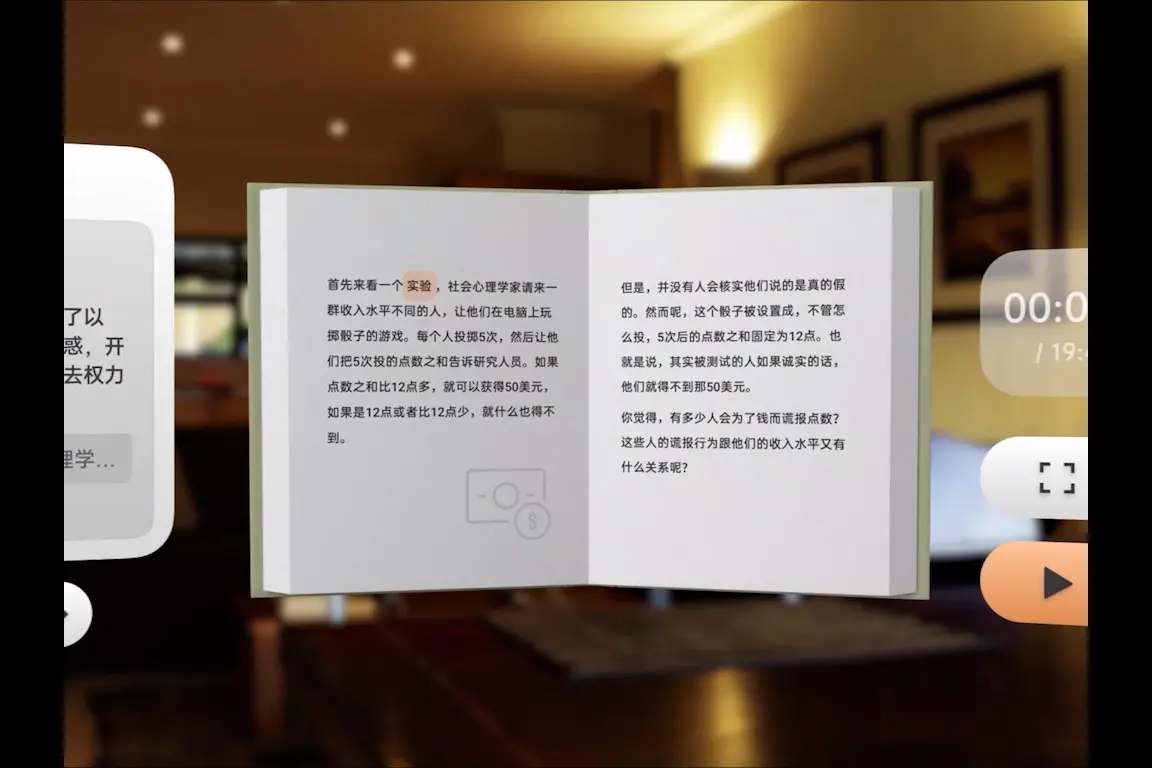 了以
惑，开
去权力
理学...
首先来看一个 实验 ，社会心理学家请来一
群收入水平不同的人，让他们在电脑上玩
掷骰子的游戏。每个人投掷5次，然后让他
们把5次投的点数之和告诉研究人员。如果
点数之和比12点多，就可以获得50美元，
如果是12点或者比12点少，就什么也得不
到。
$
但是，并没有人会核实他们说的是真的假
的。然而呢，这个骰子被设置成，不管怎
么投，5次后的点数之和固定为12点。也
就是说，其实被测试的人如果诚实的话，
他们就得不到那50美元。
你觉得，有多少人会为了钱而谎报点数？
这些人的谎报行为跟他们的收入水平又有
什么关系呢？
00:0
/ 19: